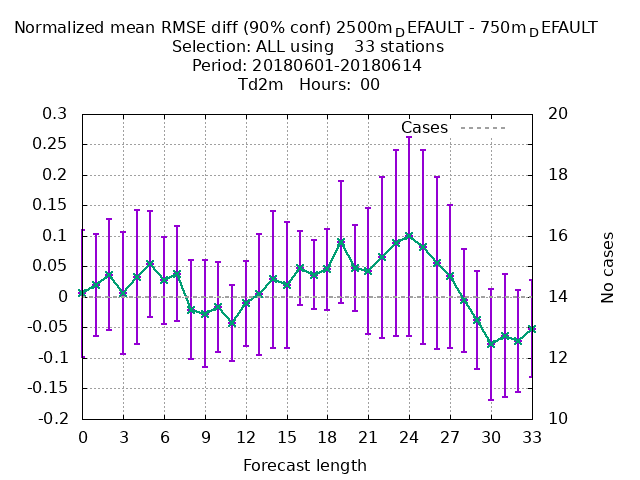 Normalized mean RMSE diff (90% conf) 2500m_DEFAULT - 750m_DEFAULT
Selection: ALL using    33 stations
Period: 20180601-20180614
Td2m   Hours:  00
Cases
0.3
0.25
0.2
0.15
0.1
0.05
0
-0.05
-0.1
-0.15
-0.2
20
18
16
14
12
10
No cases
0 3 6 9 12 15 18 21 24 27 30 33
Forecast length